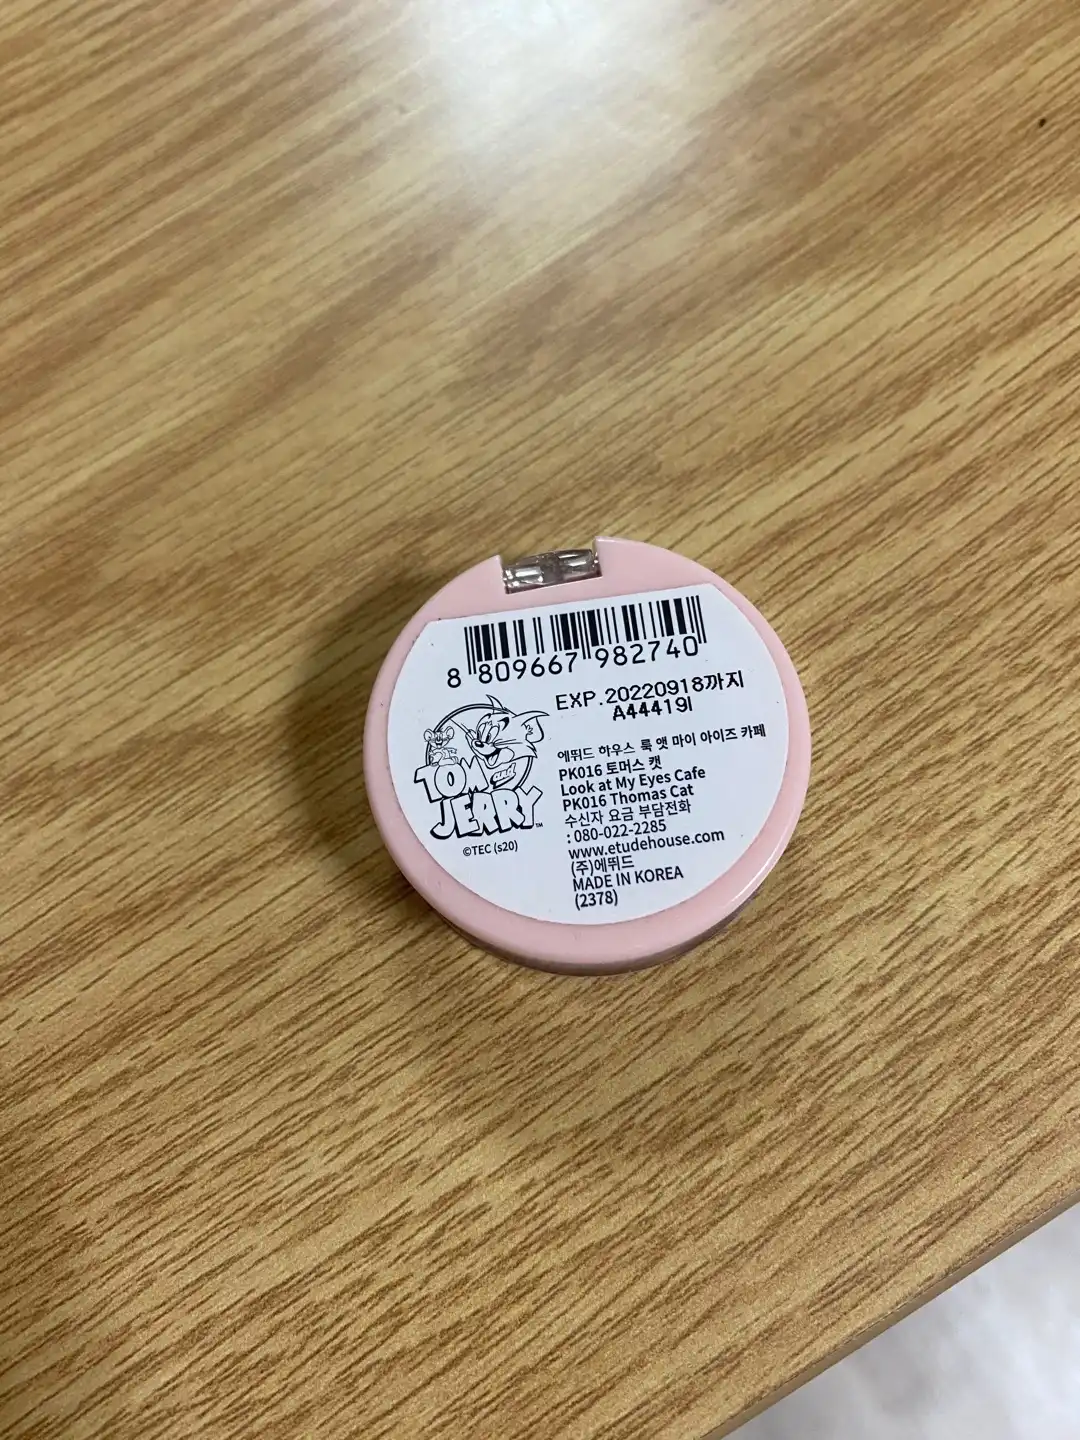 8 809667 982740
EXP.20220918까지
A44419I
TOM and
JERRY™
©TEC (s20)
에뛰드 하우스 룩 앳 마이 아이즈 카페
PK016 토머스 캣
Look at My Eyes Cafe
PK016 Thomas Cat
수신자 요금 부담전화
: 080-022-2285
www.etudehouse.com
(주)에뛰드
MADE IN KOREA
(2378)